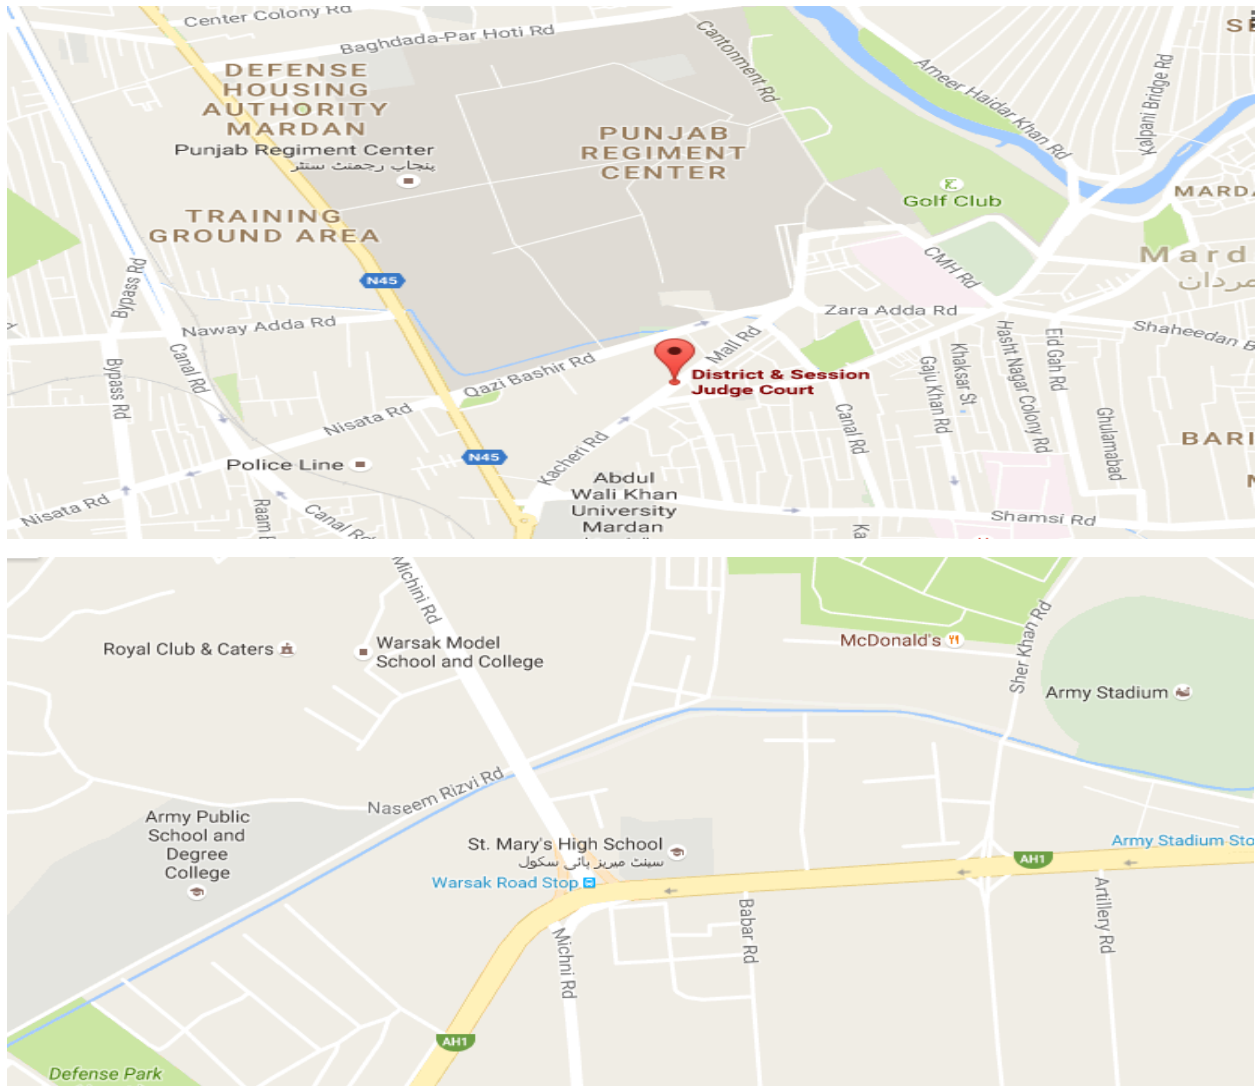 Center Colony Rd
Baghdada-Par Hoti Rd
Cantonment Rd
Ameer Haidar Khan Rd
Kalpani Bridge Rd
DEFENSE
HOUSING
AUTHORITY
MARDAN
Punjab Regiment Center
پنجاب رجمنٹ سنٹر
PUNJAB
REGIMENT
CENTER
Golf Club
MARDA
TRAINING
GROUND AREA
Mard
مردان
CMH Rd
N45
Bypass Rd
Naway Adda Rd
Zara Adda Rd
Shaheedan B
Mall Rd
Canal Rd
Bypass Rd
Qazi Bashir Rd
District & Session
Judge Court
Gaju Khan Rd
Khaksar St
Hasht Nagar Colony Rd
Eid Gah Rd
Ghulamabad
Canal Rd
Nisata Rd
BARI
N45
Kacheri Rd
Police Line
Abdul
Wali Khan
University
Mardan
Nisata Rd
Canal Rd
Shamsi Rd
Michini Rd
Royal Club & Caters
Warsak Model
School and College
McDonald's
Sher Khan Rd
Army Stadium
Naseem Rizvi Rd
Army Public
School and
Degree
College
St. Mary's High School
سینٹ میریز ہائی سکول
Warsak Road Stop
Army Stadium Sto
AH1
Babar Rd
Artillery Rd
Michni Rd
AH1
Defense Park